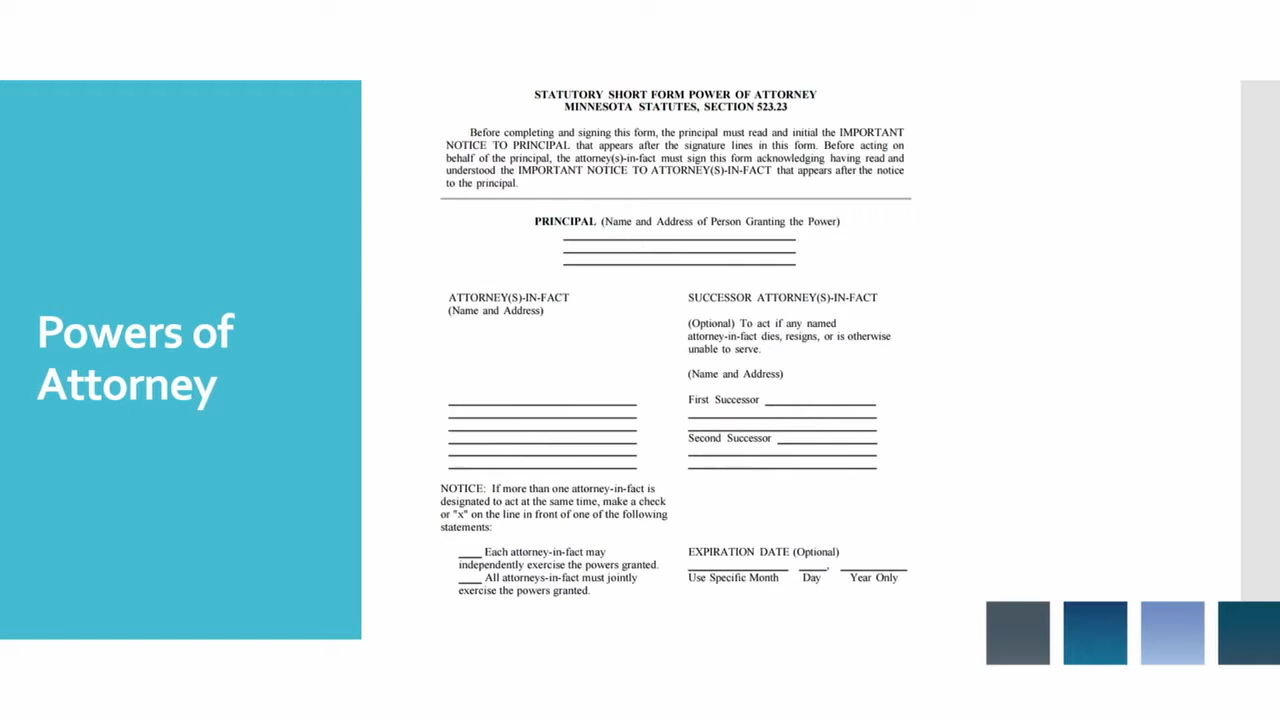 Powers of
Attorney
STATUTORY SHORT FORM POWER OF ATTORNEY
MINNESOTA STATUTES, SECTION 523.23
Before completing and signing this form, the principal must read and initial the IMPORTANT
NOTICE TO PRINCIPAL that appears after the signature lines in this form. Before acting on
behalf of the principal, the attorney(s)-in-fact must sign this form acknowledging having read and
understood the IMPORTANT NOTICE TO ATTORNEY(S)-IN-FACT that appears after the notice
to the principal.
PRINCIPAL (Name and Address of Person Granting the Power)
ATTORNEY(S)-IN-FACT
(Name and Address)
SUCCESSOR ATTORNEY(S)-IN-FACT
(Optional) To act if any named
attorney-in-fact dies, resigns, or is otherwise
unable to serve.
(Name and Address)
First Successor
Second Successor
NOTICE: If more than one attorney-in-fact is
designated to act at the same time, make a check
or "x" on the line in front of one of the following
statements:
Each attorney-in-fact may
independently exercise the powers granted.
All attorneys-in-fact must jointly
exercise the powers granted.
EXPIRATION DATE (Optional)
,
Use Specific Month Day Year Only